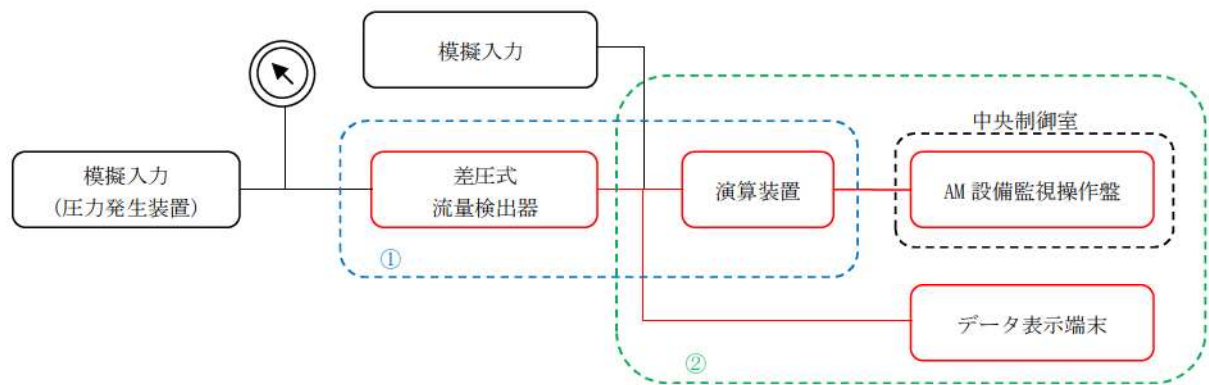 模擬入力
中央制御室
模擬入力
(圧力発生装置)
差圧式
流量検出器
演算装置
AM 設備監視操作盤
①
データ表示端末
②